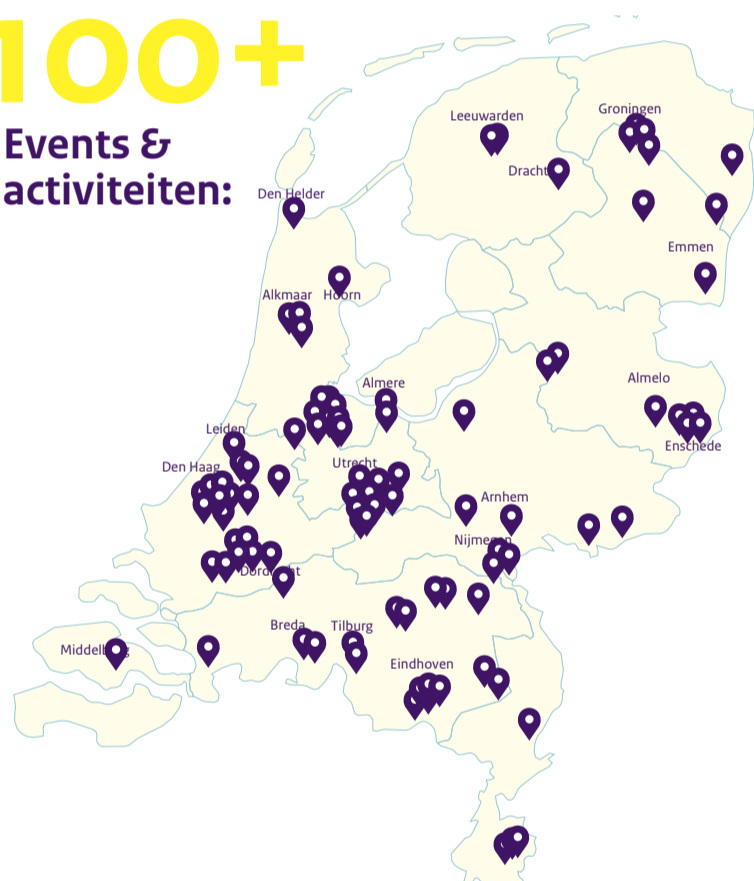 100+
Events &
activiteiten:
Leeuwarden
Groningen
Den Helder
Emmen
Alkmaar
Hoorn
Almere
Almelo
Leiden
Enschede
Den Haag
Utrecht
Arnhem
Breda
Tilburg
Eindhoven